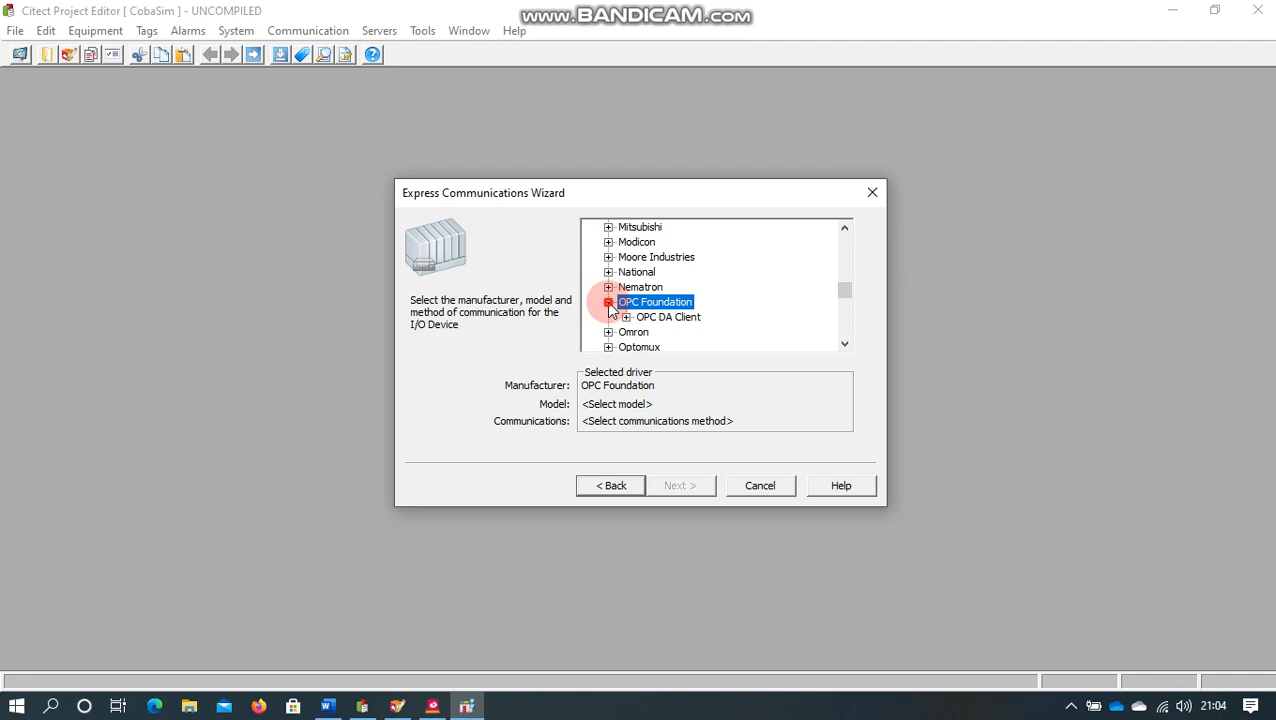 Citect Project Editor [ CobaSim ] - UNCOMPILED
www.BANDICAM.com
File Edit Equipment Tags Alarms System Communication Servers Tools Window Help
Express Communications Wizard
Mitsubishi
Modicon
Moore Industries
National
Nematron
OPC Foundation
OPC DA Client
Omron
Optomux
Select the manufacturer, model and
method of communication for the
I/O Device
Selected driver
Manufacturer: OPC Foundation
Model: <Select model>
Communications: <Select communications method>
< Back Next > Cancel Help
21:04